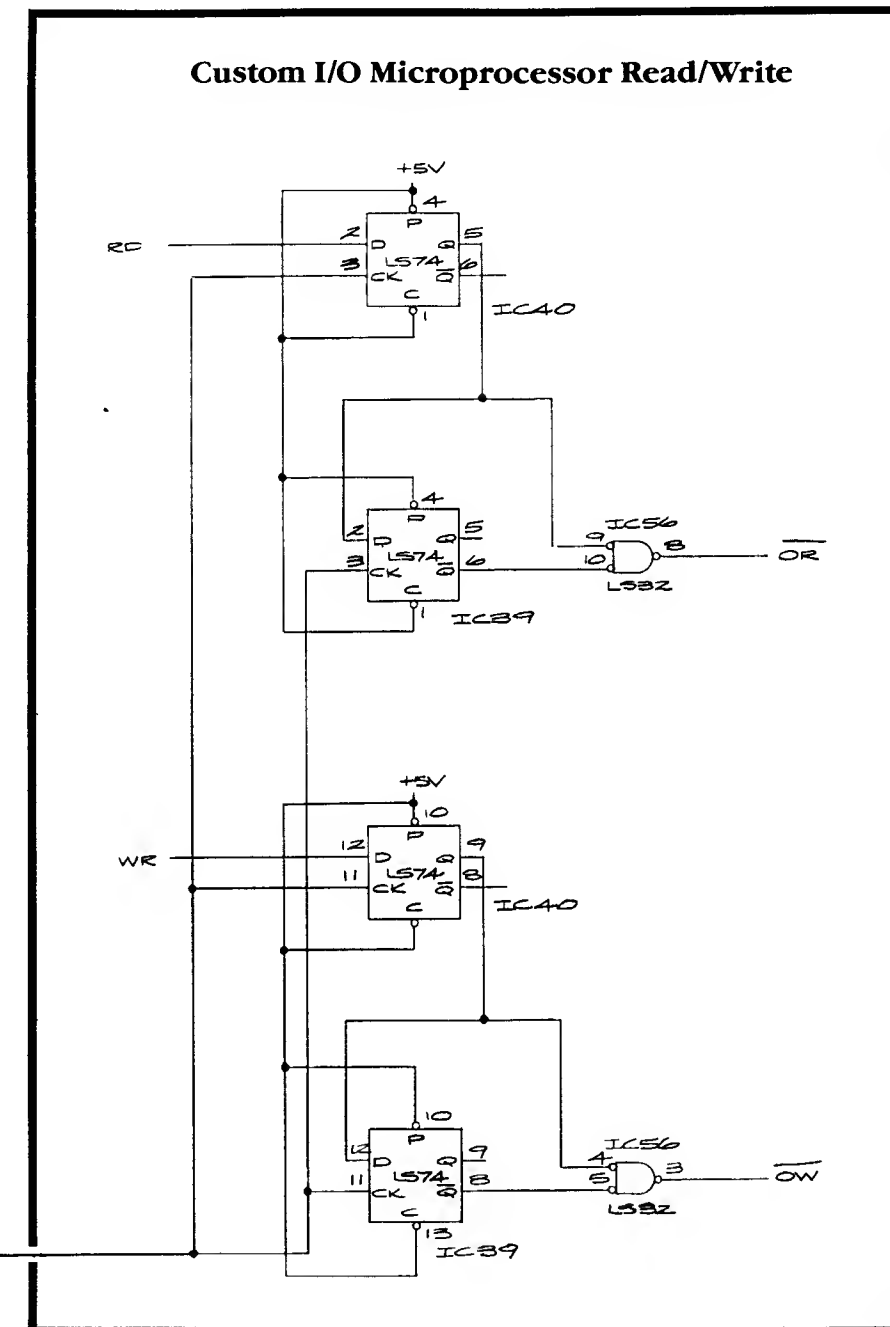 Custom I/O Microprocessor Read/Write
+5V
4
P
RD
2
D
Q
5
LS74
3
CK
Q
6
C
1
IC40
4
P
2
D
Q
5
LS74
3
CK
Q
6
C
1
IC39
IC56
9
10
8
OR
LS32
+5V
10
P
WR
12
D
Q
9
LS74
11
CK
Q
8
C
IC40
10
P
12
D
Q
9
LS74
11
CK
Q
8
C
13
IC39
IC56
4
5
3
OW
LS32